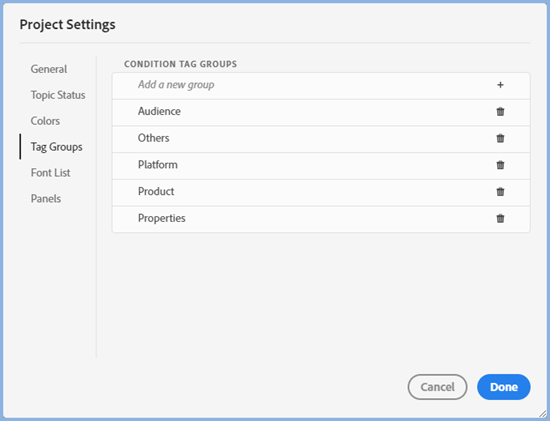 Project Settings
General
Topic Status
Colors
Tag Groups
Font List
Panels
CONDITION TAG GROUPS
Add a new group +
Audience
Others
Platform
Product
Properties
Cancel Done